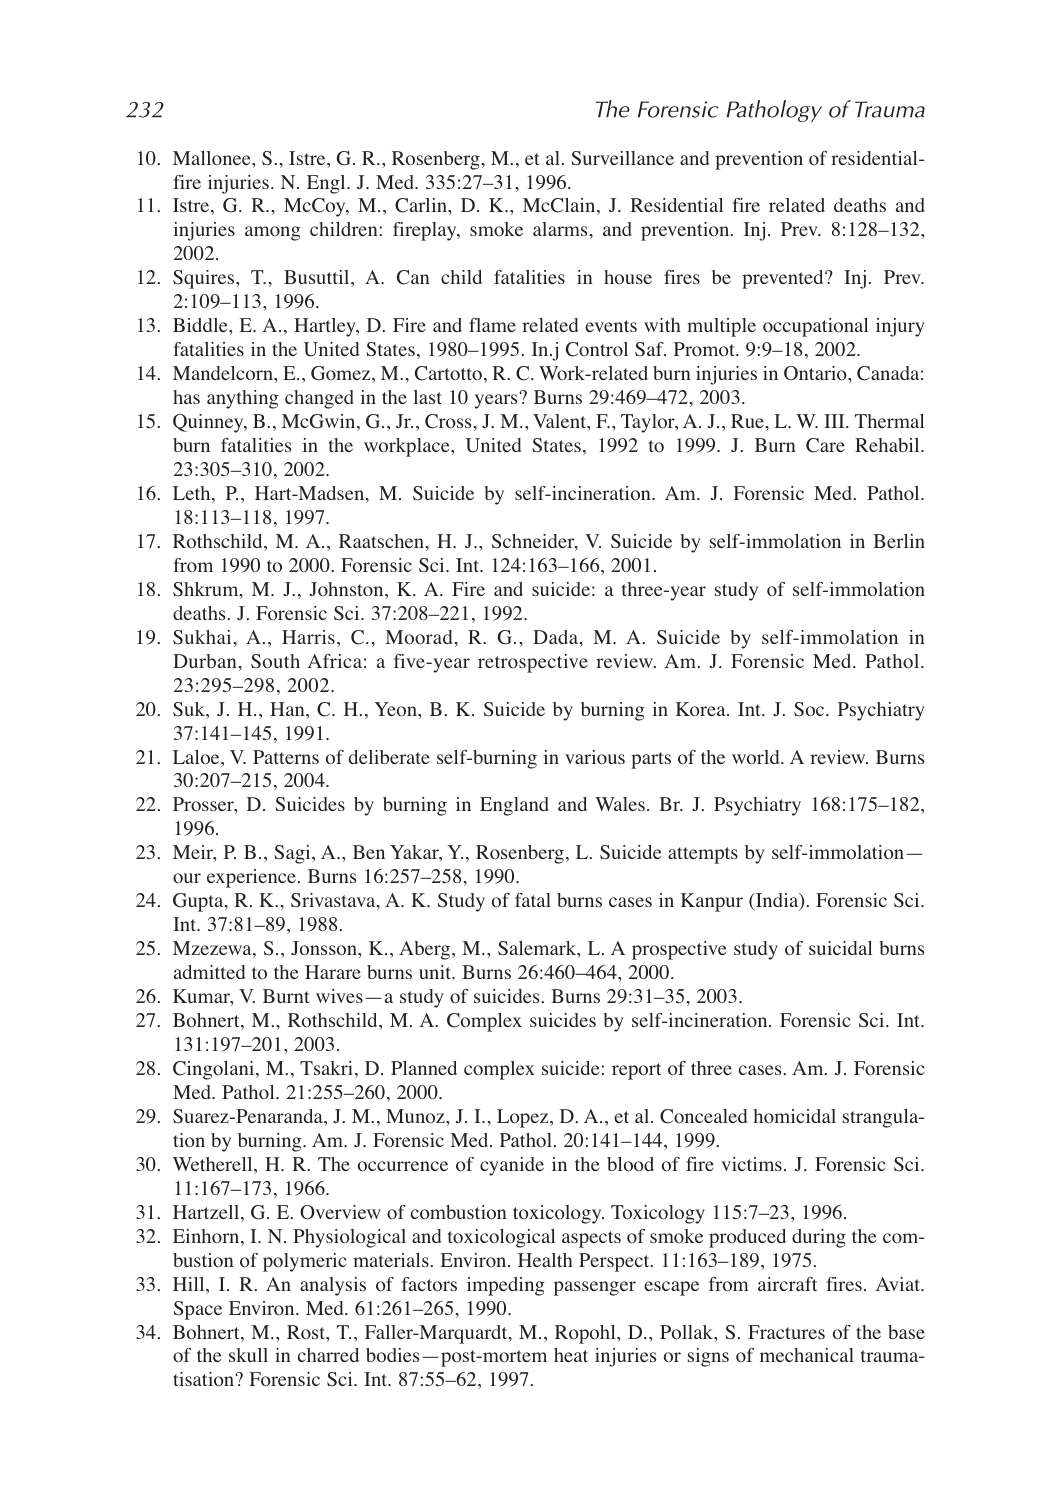 232 The Forensic Pathology of Trauma
10. Mallonee, S., Istre, G. R., Rosenberg, M., et al. Surveillance and prevention of residential-
fire injuries. N. Engl. J. Med. 335:27–31, 1996.
11. Istre, G. R., McCoy, M., Carlin, D. K., McClain, J. Residential fire related deaths and
injuries among children: fireplay, smoke alarms, and prevention. Inj. Prev. 8:128–132,
2002.
12. Squires, T., Busuttil, A. Can child fatalities in house fires be prevented? Inj. Prev.
2:109–113, 1996.
13. Biddle, E. A., Hartley, D. Fire and flame related events with multiple occupational injury
fatalities in the United States, 1980–1995. In.j Control Saf. Promot. 9:9–18, 2002.
14. Mandelcorn, E., Gomez, M., Cartotto, R. C. Work-related burn injuries in Ontario, Canada:
has anything changed in the last 10 years? Burns 29:469–472, 2003.
15. Quinney, B., McGwin, G., Jr., Cross, J. M., Valent, F., Taylor, A. J., Rue, L. W. III. Thermal
burn fatalities in the workplace, United States, 1992 to 1999. J. Burn Care Rehabil.
23:305–310, 2002.
16. Leth, P., Hart-Madsen, M. Suicide by self-incineration. Am. J. Forensic Med. Pathol.
18:113–118, 1997.
17. Rothschild, M. A., Raatschen, H. J., Schneider, V. Suicide by self-immolation in Berlin
from 1990 to 2000. Forensic Sci. Int. 124:163–166, 2001.
18. Shkrum, M. J., Johnston, K. A. Fire and suicide: a three-year study of self-immolation
deaths. J. Forensic Sci. 37:208–221, 1992.
19. Sukhai, A., Harris, C., Moorad, R. G., Dada, M. A. Suicide by self-immolation in
Durban, South Africa: a five-year retrospective review. Am. J. Forensic Med. Pathol.
23:295–298, 2002.
20. Suk, J. H., Han, C. H., Yeon, B. K. Suicide by burning in Korea. Int. J. Soc. Psychiatry
37:141–145, 1991.
21. Laloe, V. Patterns of deliberate self-burning in various parts of the world. A review. Burns
30:207–215, 2004.
22. Prosser, D. Suicides by burning in England and Wales. Br. J. Psychiatry 168:175–182,
1996.
23. Meir, P. B., Sagi, A., Ben Yakar, Y., Rosenberg, L. Suicide attempts by self-immolation—
our experience. Burns 16:257–258, 1990.
24. Gupta, R. K., Srivastava, A. K. Study of fatal burns cases in Kanpur (India). Forensic Sci.
Int. 37:81–89, 1988.
25. Mzezewa, S., Jonsson, K., Aberg, M., Salemark, L. A prospective study of suicidal burns
admitted to the Harare burns unit. Burns 26:460–464, 2000.
26. Kumar, V. Burnt wives—a study of suicides. Burns 29:31–35, 2003.
27. Bohnert, M., Rothschild, M. A. Complex suicides by self-incineration. Forensic Sci. Int.
131:197–201, 2003.
28. Cingolani, M., Tsakri, D. Planned complex suicide: report of three cases. Am. J. Forensic
Med. Pathol. 21:255–260, 2000.
29. Suarez-Penaranda, J. M., Munoz, J. I., Lopez, D. A., et al. Concealed homicidal strangula-
tion by burning. Am. J. Forensic Med. Pathol. 20:141–144, 1999.
30. Wetherell, H. R. The occurrence of cyanide in the blood of fire victims. J. Forensic Sci.
11:167–173, 1966.
31. Hartzell, G. E. Overview of combustion toxicology. Toxicology 115:7–23, 1996.
32. Einhorn, I. N. Physiological and toxicological aspects of smoke produced during the com-
bustion of polymeric materials. Environ. Health Perspect. 11:163–189, 1975.
33. Hill, I. R. An analysis of factors impeding passenger escape from aircraft fires. Aviat.
Space Environ. Med. 61:261–265, 1990.
34. Bohnert, M., Rost, T., Faller-Marquardt, M., Ropohl, D., Pollak, S. Fractures of the base
of the skull in charred bodies—post-mortem heat injuries or signs of mechanical trauma-
tisation? Forensic Sci. Int. 87:55–62, 1997.